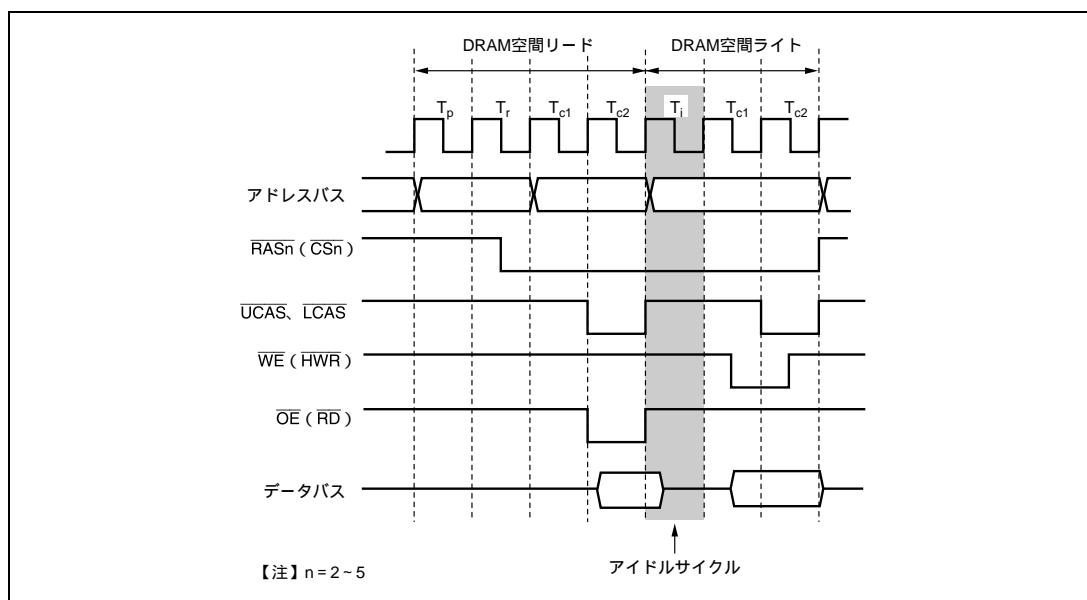 DRAM空間リード DRAM空間ライト
Tp Tr Tc1 Tc2 Ti Tc1 Tc2
アドレスバス
RASn（CSn）
UCAS、LCAS
WE（HWR）
OE（RD）
データバス
【注】n＝2～5
アイドルサイクル